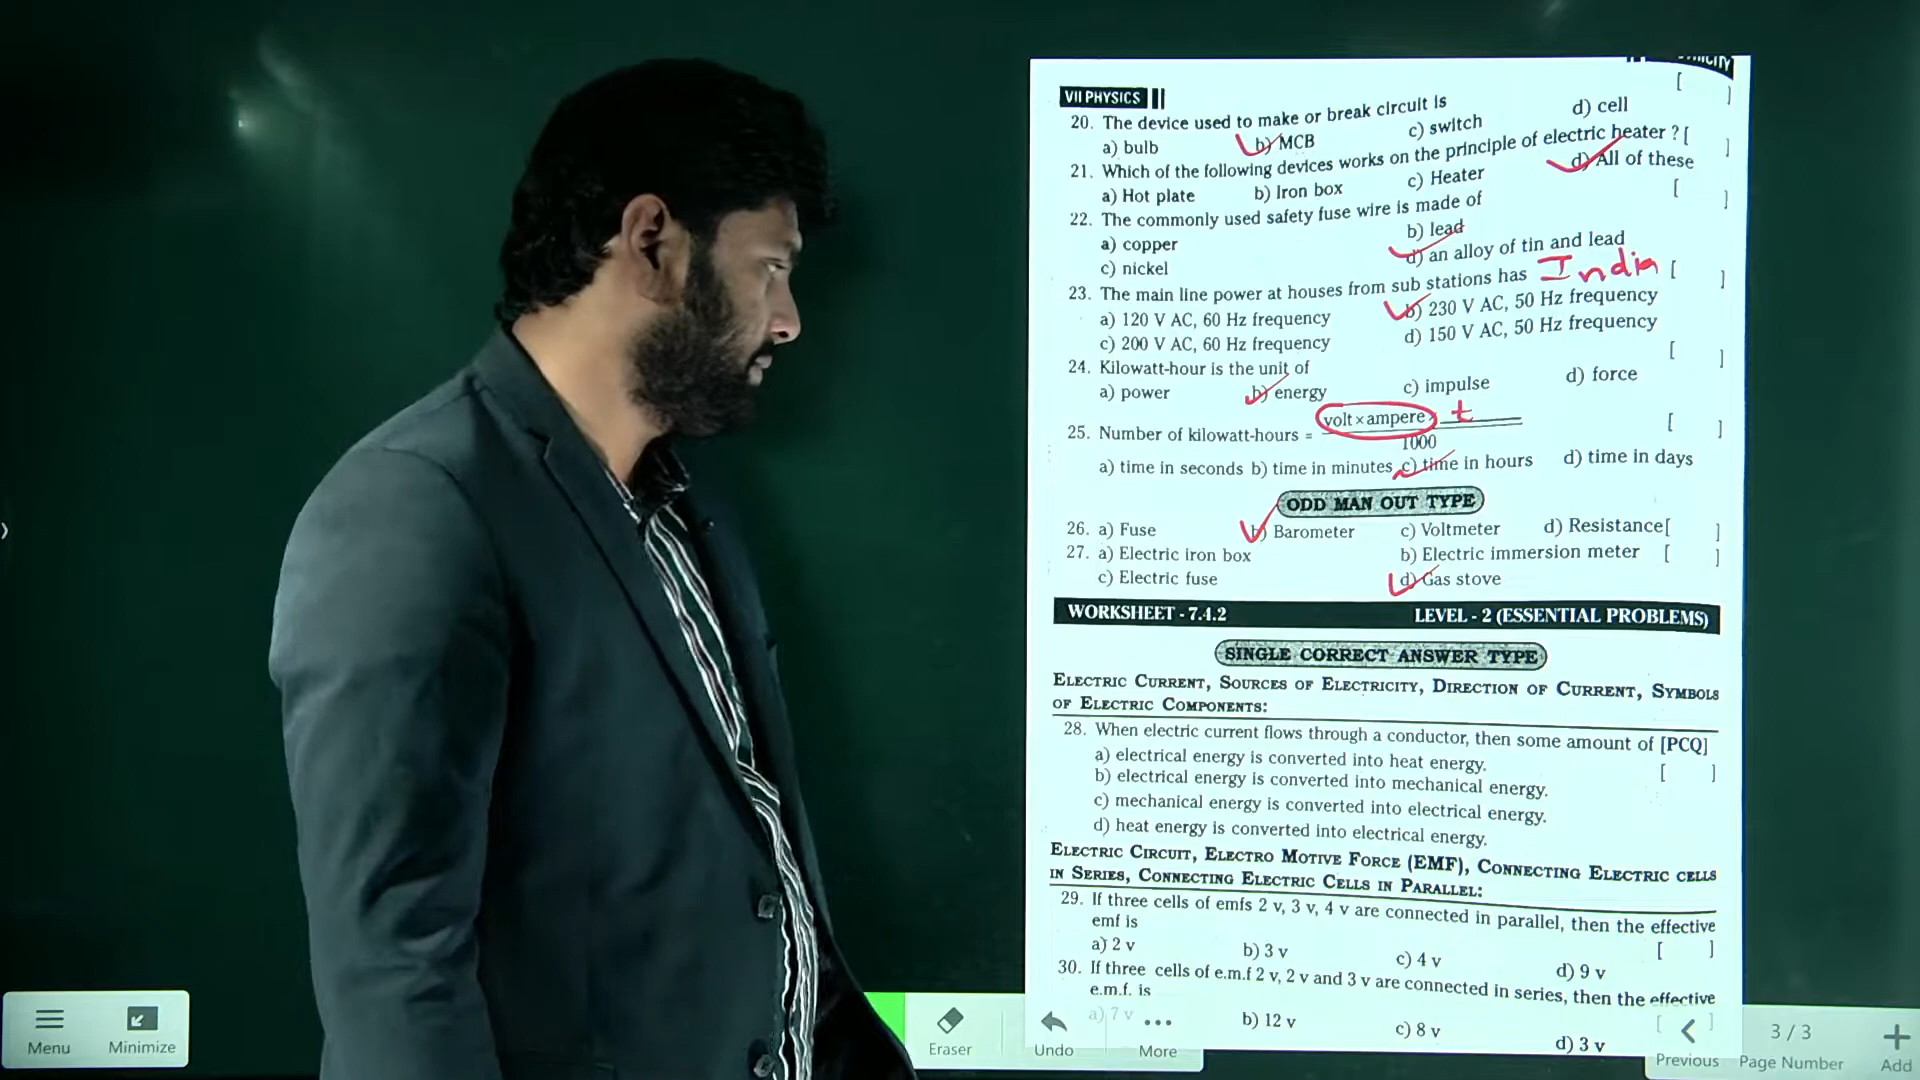 VII PHYSICS
20. The device used to make or break circuit is [ ]
a) bulb b) MCB c) switch d) cell
21. Which of the following devices works on the principle of electric heater ? [ ]
a) Hot plate b) Iron box c) Heater d) All of these
22. The commonly used safety fuse wire is made of [ ]
a) copper b) lead
c) nickel d) an alloy of tin and lead
23. The main line power at houses from sub stations has India [ ]
a) 120 V AC, 60 Hz frequency b) 230 V AC, 50 Hz frequency
c) 200 V AC, 60 Hz frequency d) 150 V AC, 50 Hz frequency
24. Kilowatt-hour is the unit of [ ]
a) power b) energy c) impulse d) force
25. Number of kilowatt-hours = volt × ampere × t / 1000 [ ]
a) time in seconds b) time in minutes c) time in hours d) time in days
ODD MAN OUT TYPE
26. a) Fuse b) Barometer c) Voltmeter d) Resistance [ ]
27. a) Electric iron box b) Electric immersion meter [ ]
c) Electric fuse d) Gas stove
WORKSHEET - 7.4.2 LEVEL - 2 (ESSENTIAL PROBLEMS)
SINGLE CORRECT ANSWER TYPE
ELECTRIC CURRENT, SOURCES OF ELECTRICITY, DIRECTION OF CURRENT, SYMBOLS
OF ELECTRIC COMPONENTS:
28. When electric current flows through a conductor, then some amount of [PCQ]
a) electrical energy is converted into heat energy. [ ]
b) electrical energy is converted into mechanical energy.
c) mechanical energy is converted into electrical energy.
d) heat energy is converted into electrical energy.
ELECTRIC CIRCUIT, ELECTRO MOTIVE FORCE (EMF), CONNECTING ELECTRIC CELLS
IN SERIES, CONNECTING ELECTRIC CELLS IN PARALLEL:
29. If three cells of emfs 2 v, 3 v, 4 v are connected in parallel, then the effective
emf is [ ]
a) 2 v b) 3 v c) 4 v d) 9 v
30. If three cells of e.m.f 2 v, 2 v and 3 v are connected in series, then the effective
e.m.f. is [ ]
a) 7 v b) 12 v c) 8 v d) 3 v
Menu Minimize Eraser Undo More Previous 3 / 3 Page Number Add